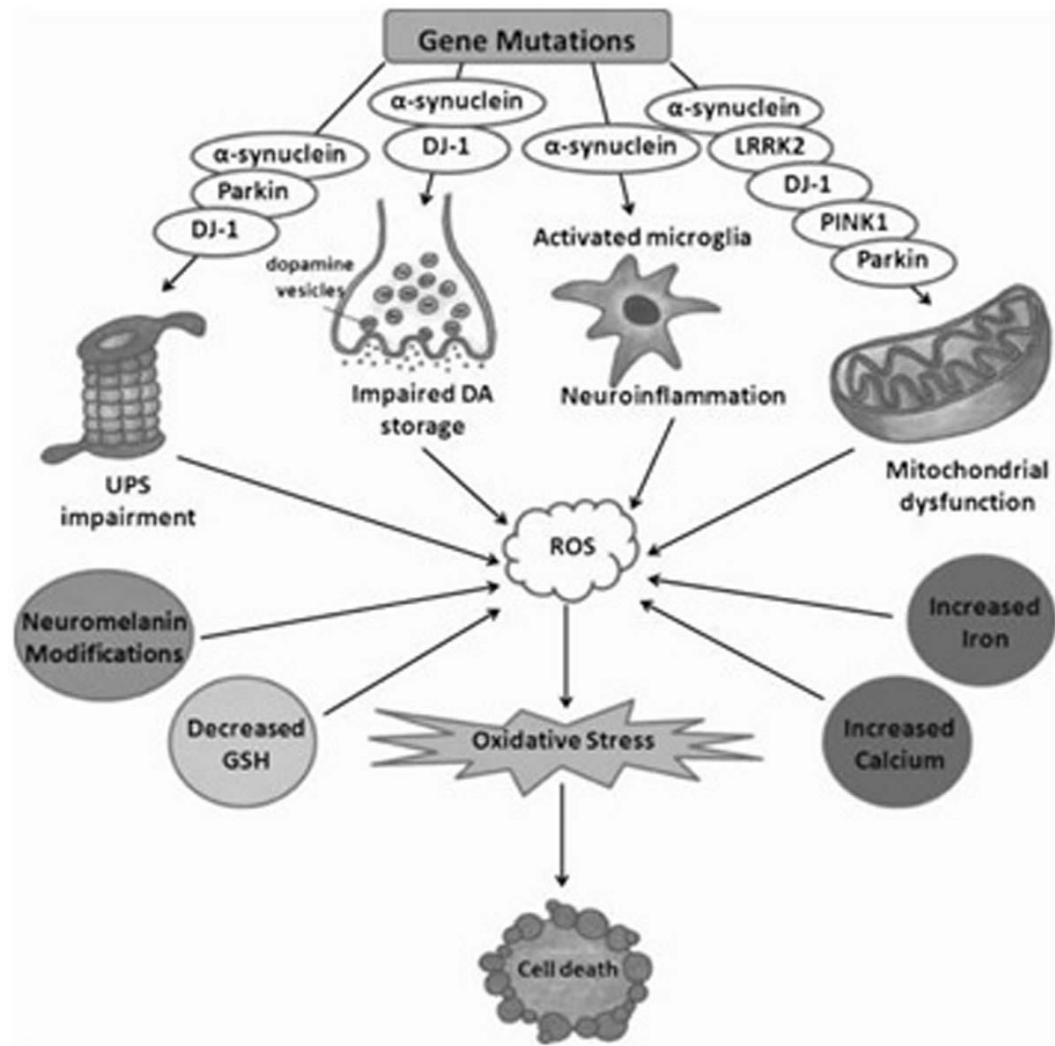 Gene Mutations
α-synuclein
Parkin
DJ-1
α-synuclein
DJ-1
α-synuclein
α-synuclein
LRRK2
DJ-1
PINK1
Parkin
dopamine
vesicles
Activated microglia
UPS
impairment
Impaired DA
storage
Neuroinflammation
Mitochondrial
dysfunction
ROS
Neuromelanin
Modifications
Decreased
GSH
Increased
Iron
Increased
Calcium
Oxidative Stress
Cell death